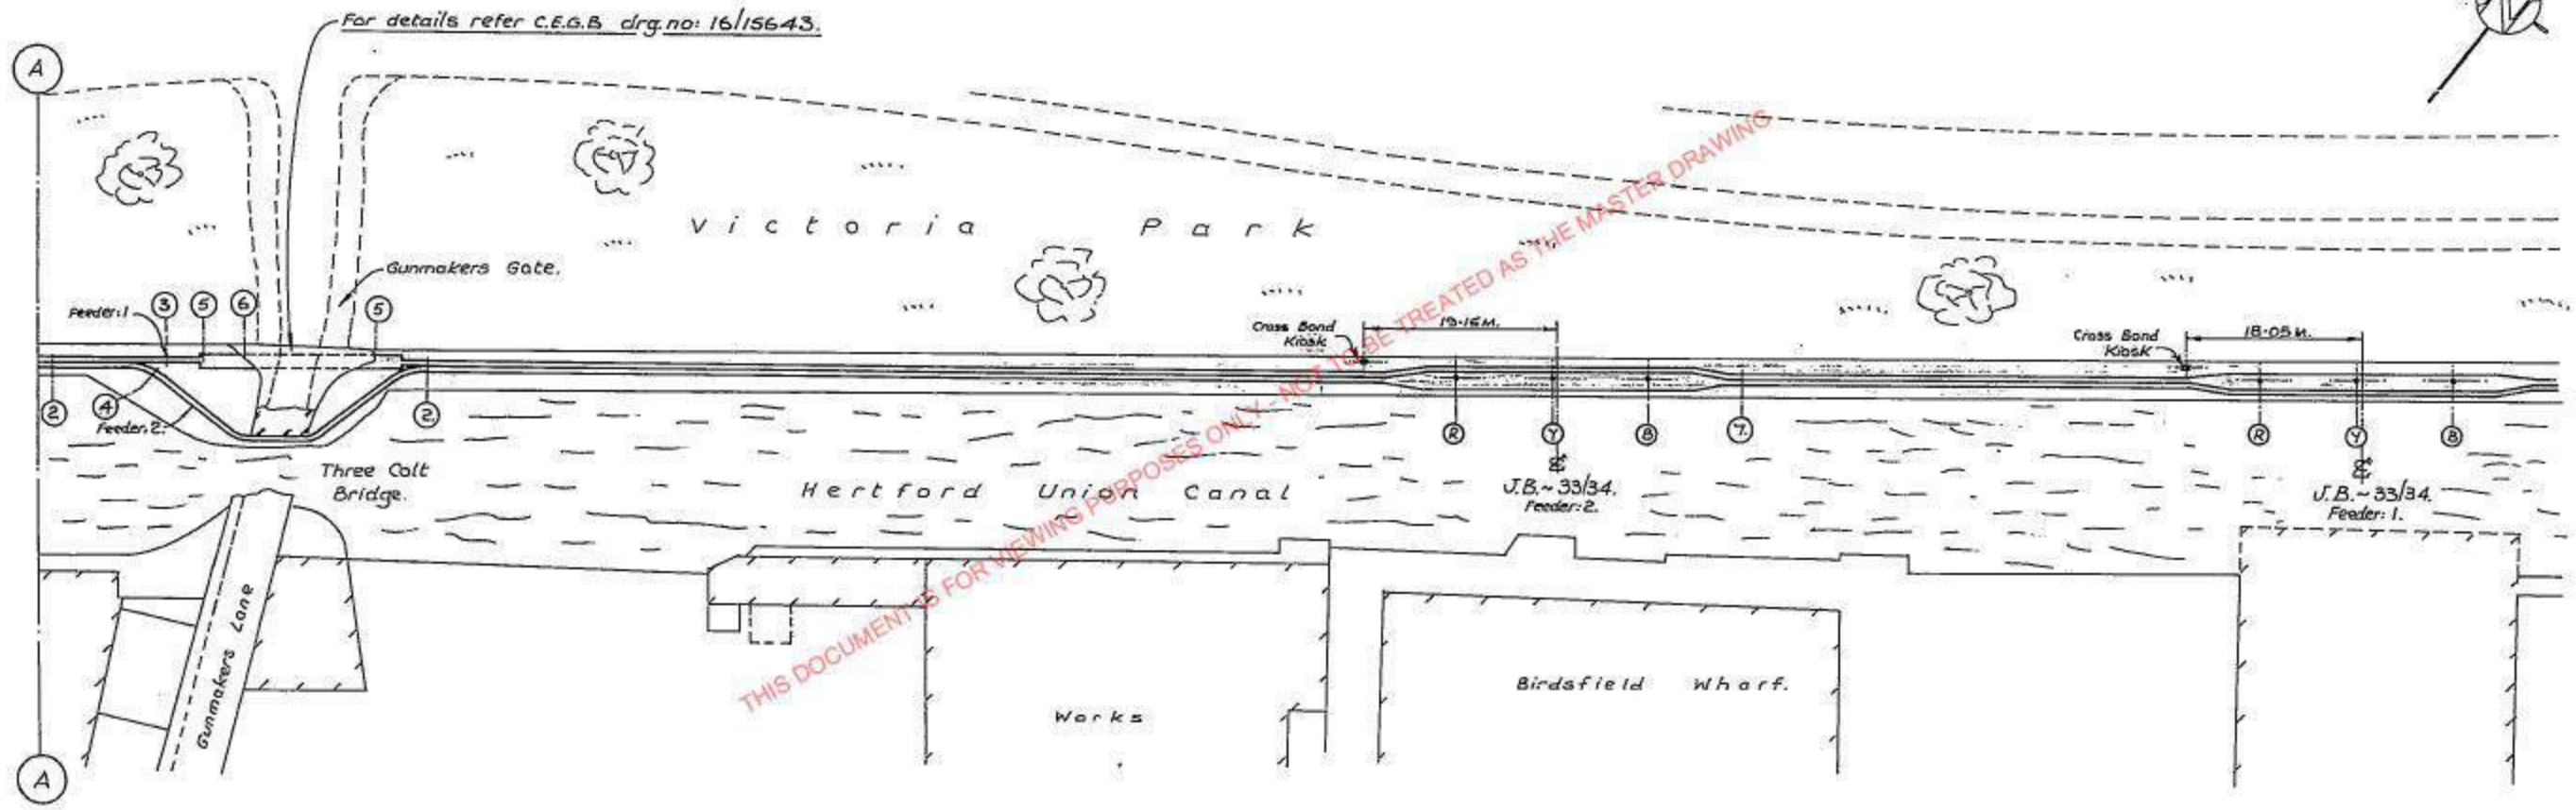 For details refer C.E.G.B drg.no: 16/15643.
A
Victoria Park
Gunmakers Gate.
Feeder:1
3
5
6
5
Cross Bond
Kiosk
19·16M.
Cross Bond
Kiosk
18·05M.
2
4
Feeder:2.
2
R
Y
B
7
R
Y
B
Three Colt
Bridge.
Hertford Union Canal
J.B.~33/34.
Feeder:2.
J.B.~33/34.
Feeder:1.
Gunmakers Lane
Works
Birdsfield Wharf.
A
THIS DOCUMENT IS FOR VIEWING PURPOSES ONLY - NOT TO BE TREATED AS THE MASTER DRAWING